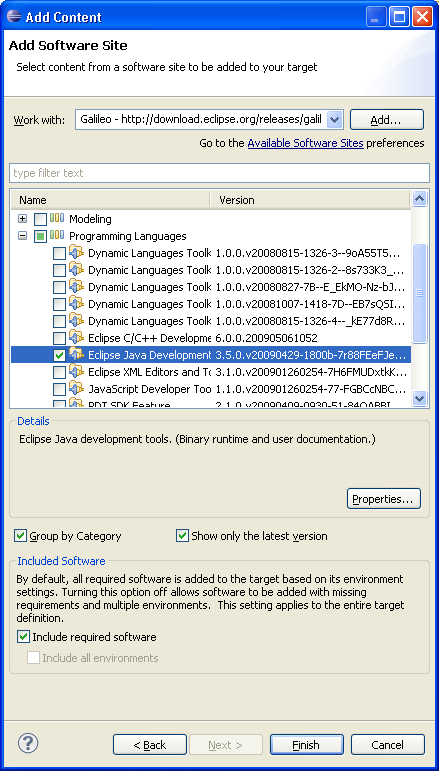 Add Content
Add Software Site
Select content from a software site to be added to your target
Work with: Galileo - http://download.eclipse.org/releases/galil Add...
Go to the Available Software Sites preferences
type filter text
Name Version
Modeling
Programming Languages
Dynamic Languages Toolk 1.0.0.v20080815-1326-3--9oA55T5...
Dynamic Languages Toolk 1.0.0.v20080815-1326-2--8s733K3_...
Dynamic Languages Toolk 1.0.0.v20080827-7B--E_EkMO-Nz-bJ...
Dynamic Languages Toolk 1.0.0.v20081007-1418-7D--EB7sQSI...
Dynamic Languages Toolk 1.0.0.v20080815-1326-4--_kE77d8R...
Eclipse C/C++ Developme 6.0.0.200905061052
Eclipse Java Development 3.5.0.v20090429-1800b-7r88FEeFJe...
Eclipse XML Editors and To 3.1.0.v200901260254-7H6FMUDxtkK...
JavaScript Developer Too 1.1.0.v200901260254-77-FGBCcNBC...
PDT SDK Feature 2.1.0.v20090409-0930-51-84QABBI
Details
Eclipse Java development tools. (Binary runtime and user documentation.)
Properties...
Group by Category Show only the latest version
Included Software
By default, all required software is added to the target based on its environment
settings. Turning this option off allows software to be added with missing
requirements and multiple environments. This setting applies to the entire target
definition.
Include required software
Include all environments
< Back Next > Finish Cancel